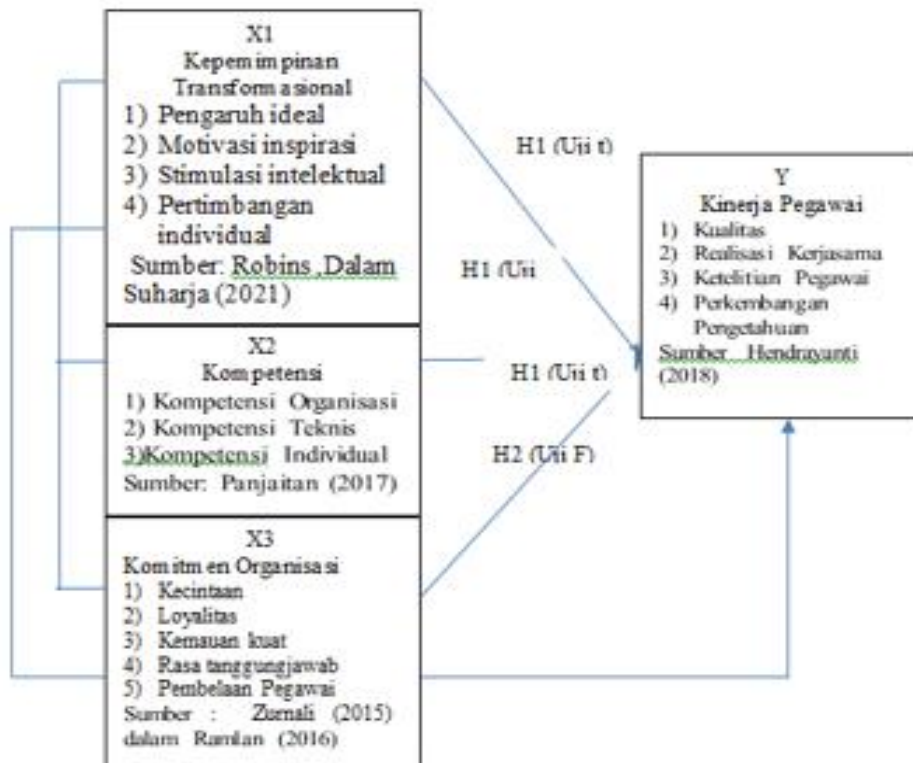 X1
Kepemimpinan
Transformasional
1) Pengaruh ideal
2) Motivasi inspirasi
3) Stimulasi intelektual
4) Pertimbangan
individual
Sumber: Robins ,Dalam
Suharja (2021)
X2
Kompetensi
1) Kompetensi Organisasi
2) Kompetensi Teknis
3)Kompetensi Individual
Sumber: Panjaitan (2017)
X3
Komitmen Organisasi
1) Kecintaan
2) Loyalitas
3) Kemauan kuat
4) Rasa tanggungjawab
5) Pembelaan Pegawai
Sumber : Zurnali (2015)
dalam Ramlan (2016)
H1 (Uji t)
H1 (Uji
H1 (Uji t)
H2 (Uji F)
Y
Kinerja Pegawai
1) Kualitas
2) Realisasi Kerjasama
3) Ketelitian Pegawai
4) Perkembangan
Pengetahuan
Sumber Hendrayanti
(2018)